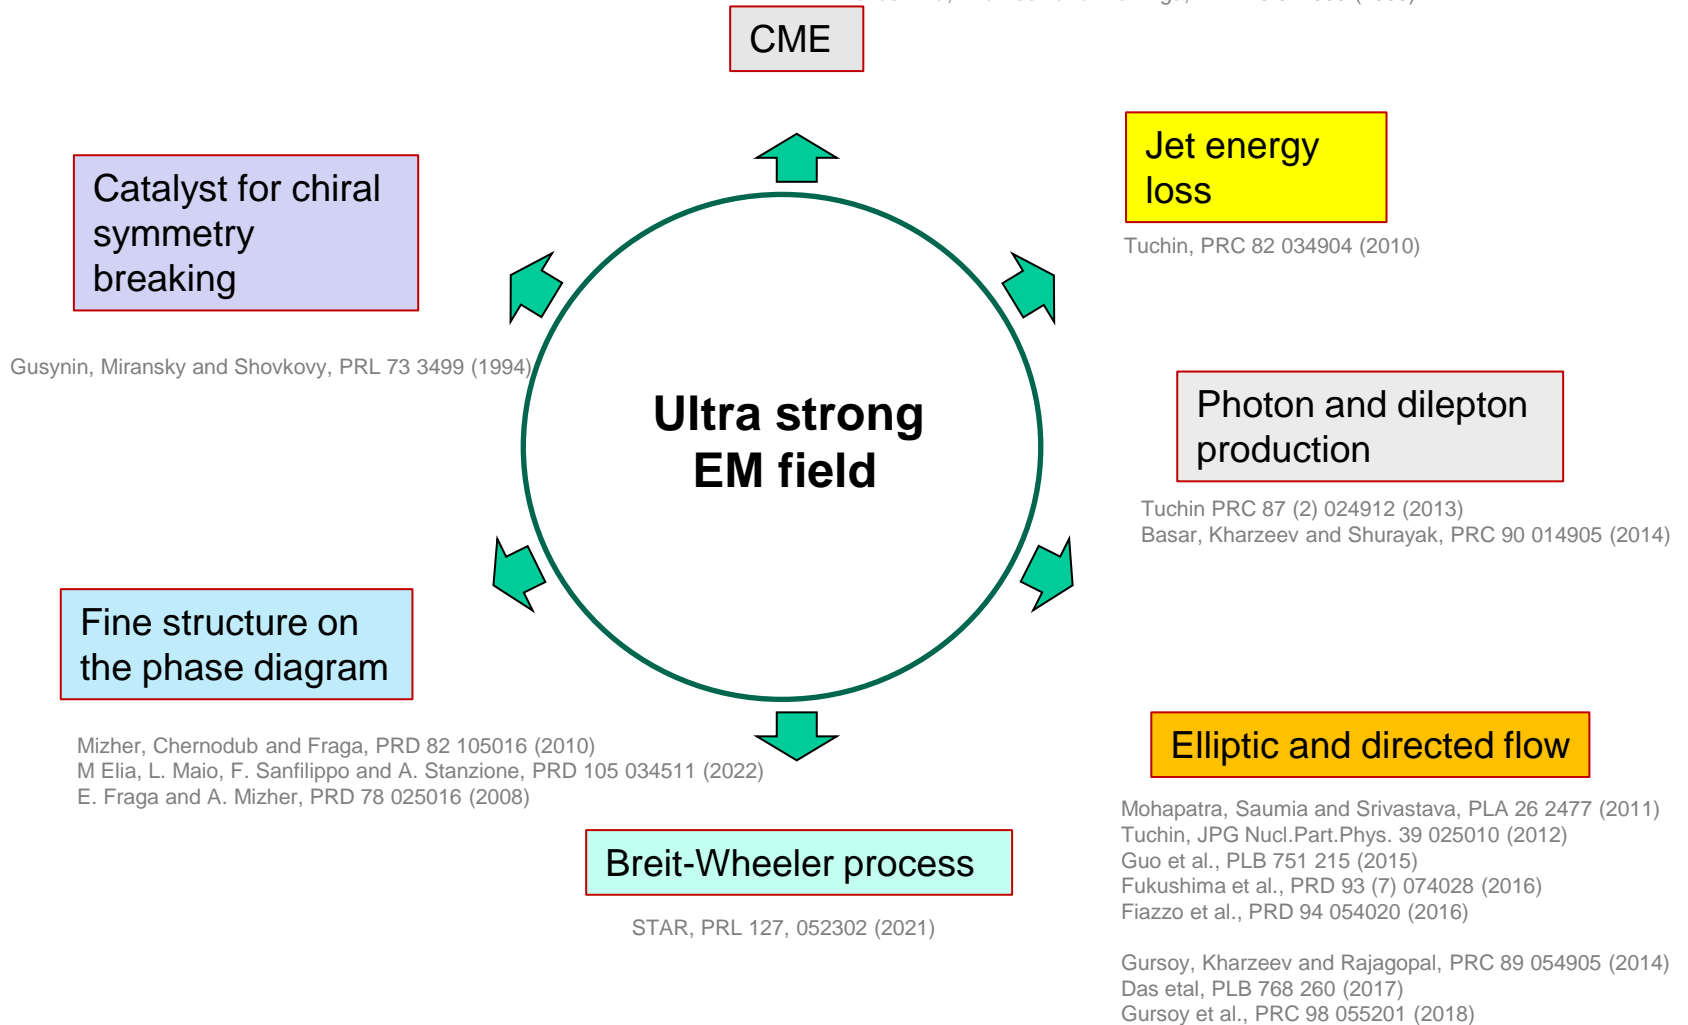 CME
Jet energy
loss
Tuchin, PRC 82 034904 (2010)
Catalyst for chiral
symmetry
breaking
Gusynin, Miransky and Shovkovy, PRL 73 3499 (1994)
Ultra strong
EM field
Photon and dilepton
production
Tuchin PRC 87 (2) 024912 (2013)
Basar, Kharzeev and Shurayak, PRC 90 014905 (2014)
Fine structure on
the phase diagram
Mizher, Chernodub and Fraga, PRD 82 105016 (2010)
M Elia, L. Maio, F. Sanfilippo and A. Stanzione, PRD 105 034511 (2022)
E. Fraga and A. Mizher, PRD 78 025016 (2008)
Elliptic and directed flow
Mohapatra, Saumia and Srivastava, PLA 26 2477 (2011)
Tuchin, JPG Nucl.Part.Phys. 39 025010 (2012)
Guo et al., PLB 751 215 (2015)
Fukushima et al., PRD 93 (7) 074028 (2016)
Fiazzo et al., PRD 94 054020 (2016)
Gursoy, Kharzeev and Rajagopal, PRC 89 054905 (2014)
Das etal, PLB 768 260 (2017)
Gursoy et al., PRC 98 055201 (2018)
Breit-Wheeler process
STAR, PRL 127, 052302 (2021)